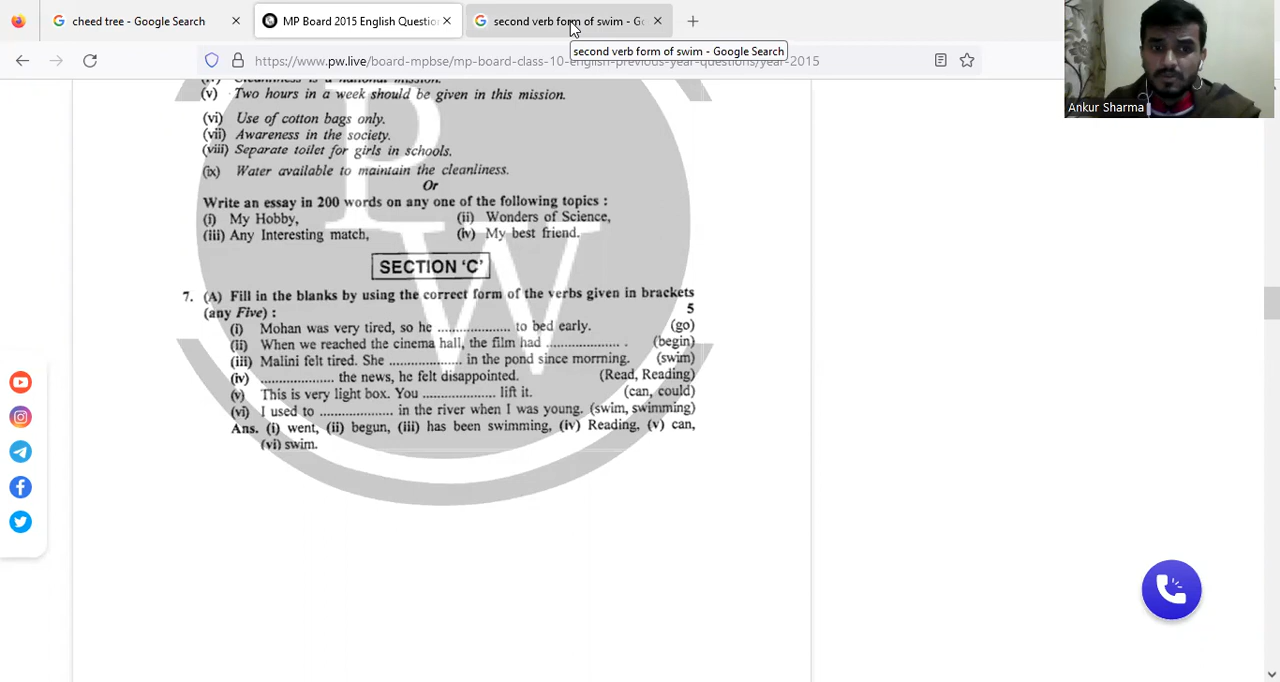 cheed tree - Google Search
MP Board 2015 English Questio
second verb form of swim - Go
second verb form of swim - Google Search
https://www.pw.live/board-mpbse/mp-board-class-10-english-previous-year-questions/year-2015
Ankur Sharma
(iv) Cleanliness is a national mission.
(v) Two hours in a week should be given in this mission.
(vi) Use of cotton bags only.
(vii) Awareness in the society.
(viii) Separate toilet for girls in schools.
(ix) Water available to maintain the cleanliness.
Or
Write an essay in 200 words on any one of the following topics :
(i) My Hobby, (ii) Wonders of Science,
(iii) Any Interesting match, (iv) My best friend.
SECTION 'C'
7. (A) Fill in the blanks by using the correct form of the verbs given in brackets
(any Five) : 5
(i) Mohan was very tired, so he .................... to bed early. (go)
(ii) When we reached the cinema hall, the film had .................... . (begin)
(iii) Malini felt tired. She .................... in the pond since morrning. (swim)
(iv) .................... the news, he felt disappointed. (Read, Reading)
(v) This is very light box. You .................... lift it. (can, could)
(vi) I used to .................... in the river when I was young. (swim, swimming)
Ans. (i) went, (ii) begun, (iii) has been swimming, (iv) Reading, (v) can,
(vi) swim.
P
W